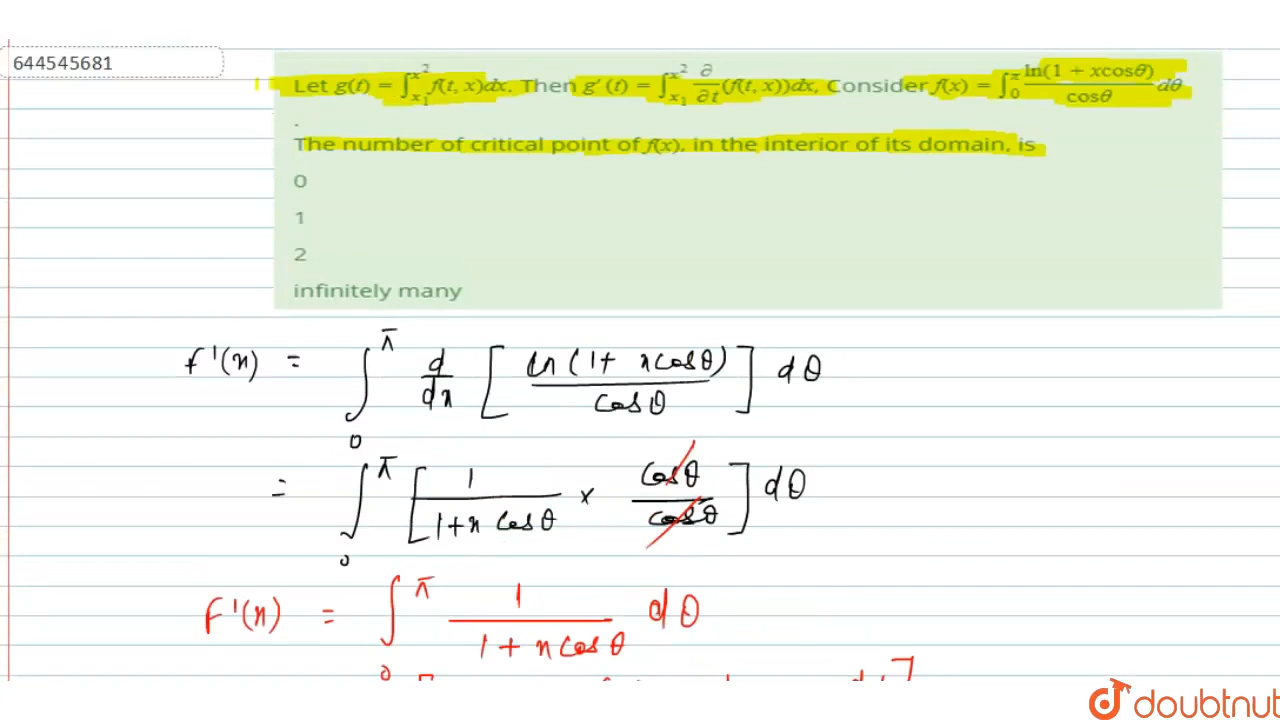 644545681
Let g(t) = ∫_{x_1}^{x^2} f(t, x)dx. Then g′ (t) = ∫_{x_1}^{x^2} ∂/∂t (f(t, x))dx, Consider f(x) = ∫_0^π ln(1 + xcosθ)/cosθ dθ
.
The number of critical point of f(x), in the interior of its domain, is
0
1
2
infinitely many
f'(x) = ∫_0^π d/dx [ ln (1+ xcosθ) / cosθ ] dθ
= ∫_0^π [ 1/(1+x cosθ) × cosθ/cosθ ] dθ
f'(x) = ∫_0^π 1/(1+xcosθ) dθ
doubtnut